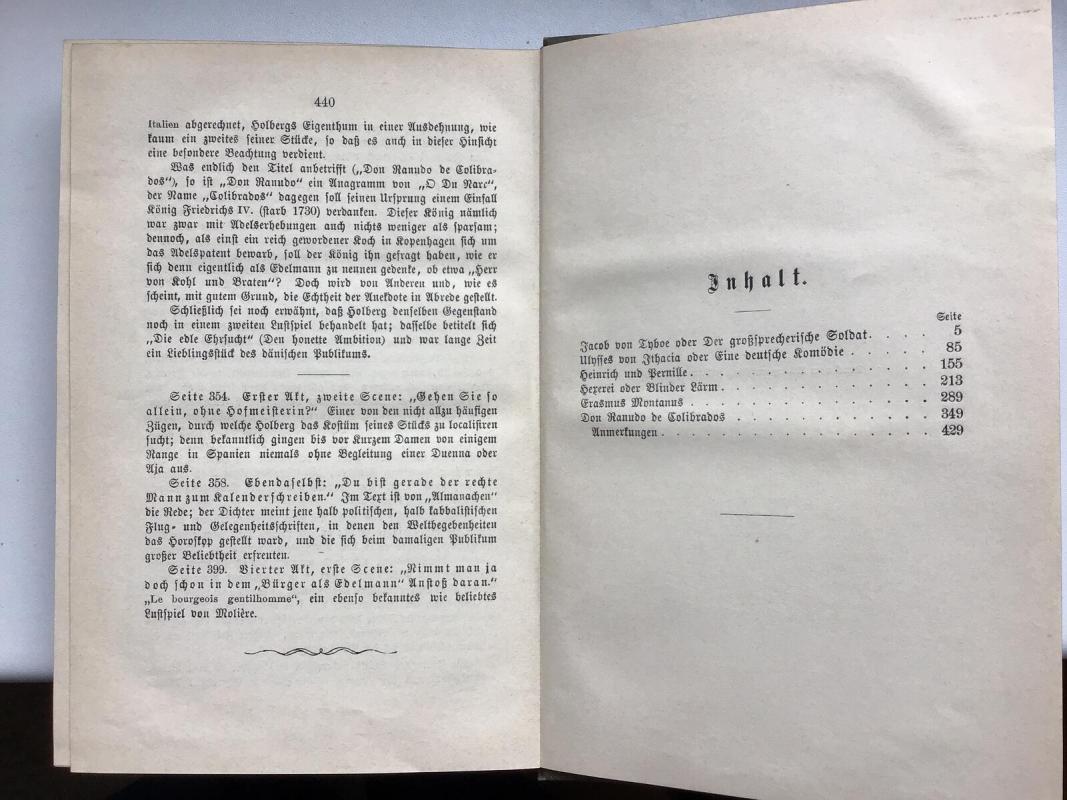 440
Italien abgerechnet, Holbergs Eigenthum in einer Ausdehnung, wie
kaum ein zweites seiner Stücke, so daß es auch in dieser Hinsicht
eine besondere Beachtung verdient.
Was endlich den Titel anbetrifft („Don Ranudo de Colibra-
dos“), so ist „Don Ranudo“ ein Anagramm von „O Du Narr“,
der Name „Colibrados“ dagegen soll seinen Ursprung einem Einfall
König Friedrichs IV. (starb 1730) verdanken. Dieser König nämlich
war zwar mit Adelserhebungen auch nichts weniger als sparsam;
dennoch, als einst ein reich gewordener Koch in Kopenhagen sich um
das Adelspatent bewarb, soll der König ihn gefragt haben, wie er
sich denn eigentlich als Edelmann zu nennen gedenke, ob etwa „Herr
von Kohl und Braten“? Doch wird von Anderen und, wie es
scheint, mit gutem Grund, die Echtheit der Anekdote in Abrede gestellt.
Schließlich sei noch erwähnt, daß Holberg denselben Gegenstand
noch in einem zweiten Lustspiel behandelt hat; dasselbe betitelt sich
„Die edle Ehrsucht“ (Den honette Ambition) und war lange Zeit
ein Lieblingsstück des dänischen Publikums.
Seite 354. Erster Akt, zweite Scene: „Gehen Sie so
allein, ohne Hofmeisterin?“ Einer von den nicht allzu häufigen
Zügen, durch welche Holberg das Kostüm seines Stücks zu localisiren
sucht; denn bekanntlich gingen bis vor Kurzem Damen von einigem
Range in Spanien niemals ohne Begleitung einer Duenna oder
Aja aus.
Seite 358. Ebendaselbst: „Du bist gerade der rechte
Mann zum Kalenderschreiben.“ Im Text ist von „Almanachen“
die Rede; der Dichter meint jene halb politischen, halb kabbalistischen
Flug- und Gelegenheitsschriften, in denen den Weltbegebenheiten
das Horoskop gestellt ward, und die sich beim damaligen Publikum
großer Beliebtheit erfreuten.
Seite 399. Vierter Akt, erste Scene: „Nimmt man ja
doch schon in dem „Bürger als Edelmann“ Anstoß daran.“
„Le bourgeois gentilhomme“, ein ebenso bekanntes wie beliebtes
Lustspiel von Molière.
Inhalt.
Seite
Jacob von Tyboe oder Der großsprecherische Soldat. . . . . 5
Ulysses von Ithacia oder Eine deutsche Komödie . . . . . 85
Heinrich und Pernille. . . . . . . . . . . . . . . 155
Hexerei oder Blinder Lärm . . . . . . . . . . . . . 213
Erasmus Montanus . . . . . . . . . . . . . . . 289
Don Ranudo de Colibrados . . . . . . . . . . . . . 349
Anmerkungen . . . . . . . . . . . . . . . . . 429